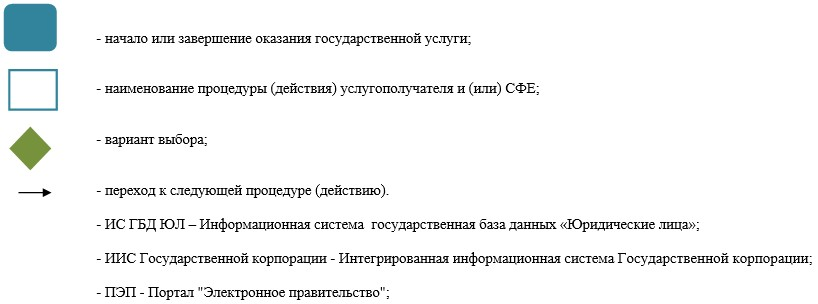 - начало или завершение оказания государственной услуги;
- наименование процедуры (действия) услугополучателя и (или) СФЕ;
- вариант выбора;
- переход к следующей процедуре (действию).
- ИС ГБД ЮЛ – Информационная система государственная база данных «Юридические лица»;
- ИИС Государственной корпорации - Интегрированная информационная система Государственной корпорации;
- ПЭП - Портал "Электронное правительство";